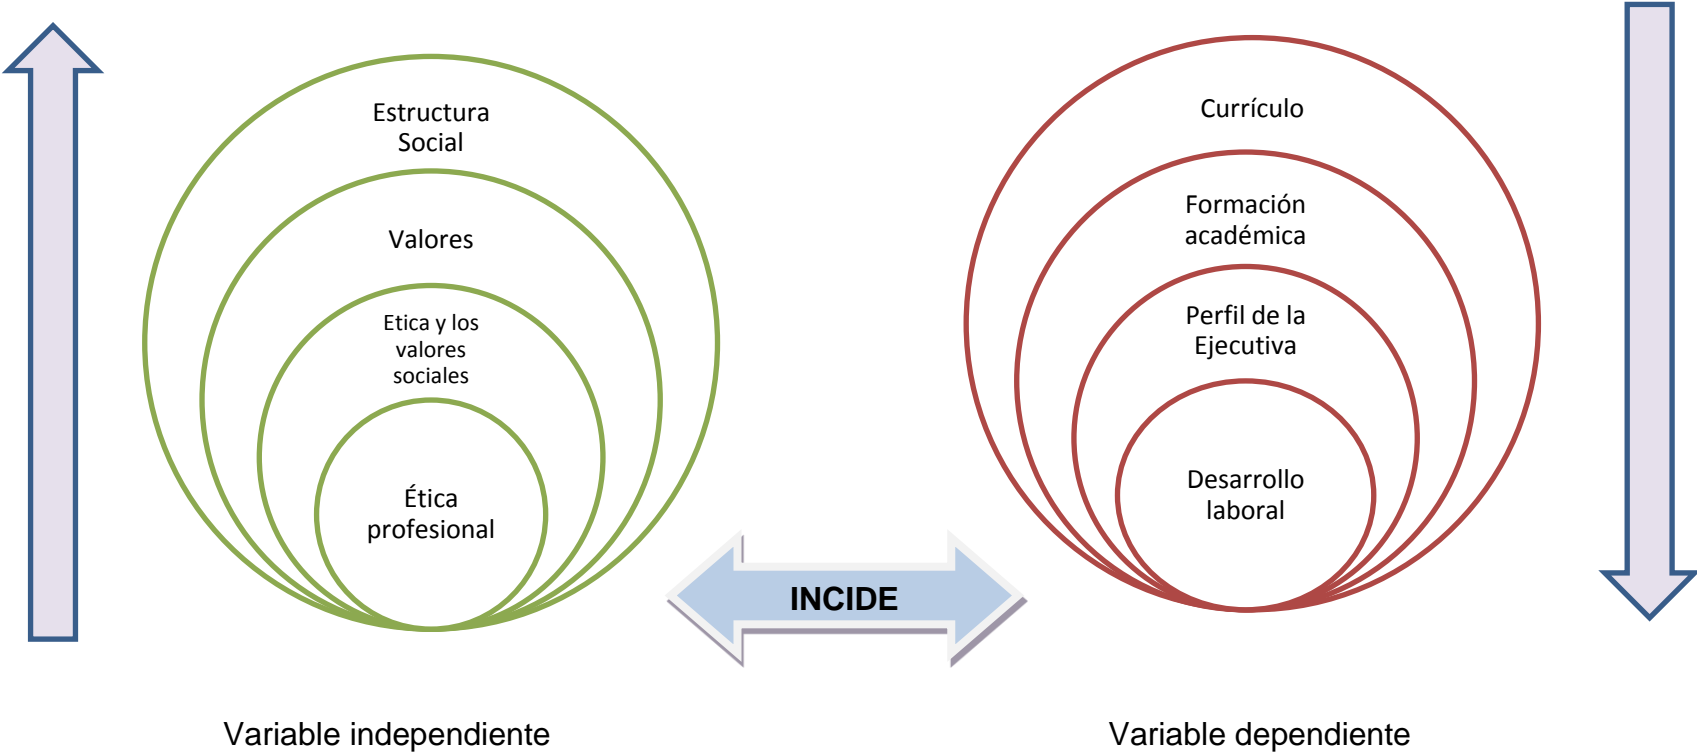 Estructura
Social
Valores
Etica y los
valores
sociales
Ética
profesional
Currículo
Formación
académica
Perfil de la
Ejecutiva
Desarrollo
laboral
INCIDE
Variable independiente
Variable dependiente